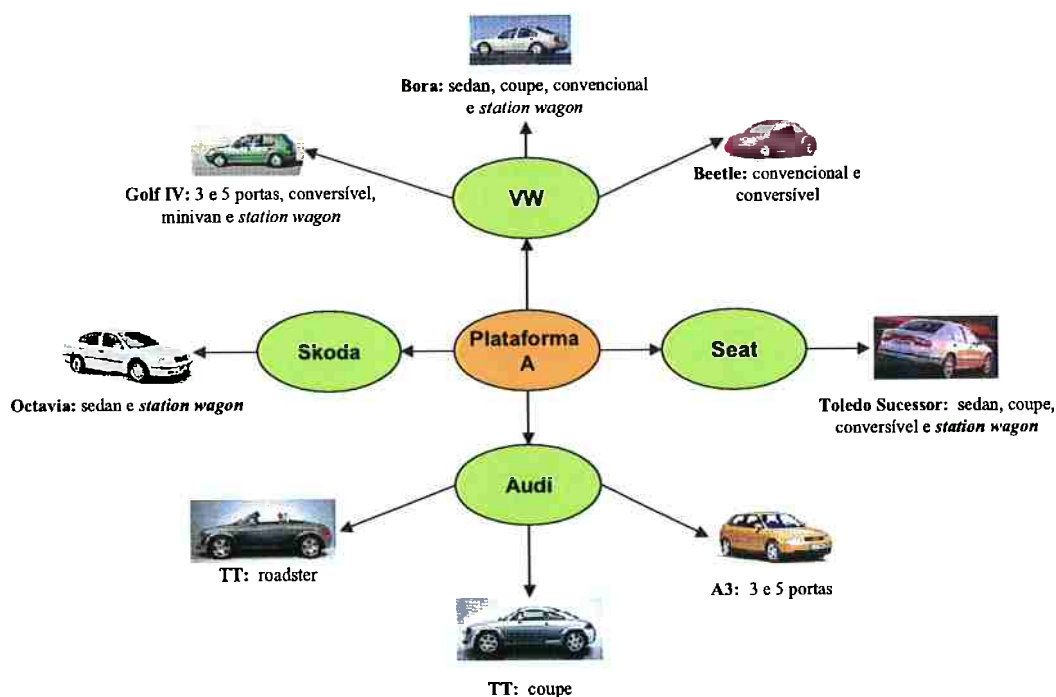 Bora: sedan, coupe, convencional
e station wagon
Golf IV: 3 e 5 portas, conversível,
minivan e station wagon
VW
Beetle: convencional e
conversível
Skoda
Plataforma
A
Seat
Octavia: sedan e station wagon
Toledo Sucessor: sedan, coupe,
conversível e station wagon
Audi
TT: roadster
A3: 3 e 5 portas
TT: coupe